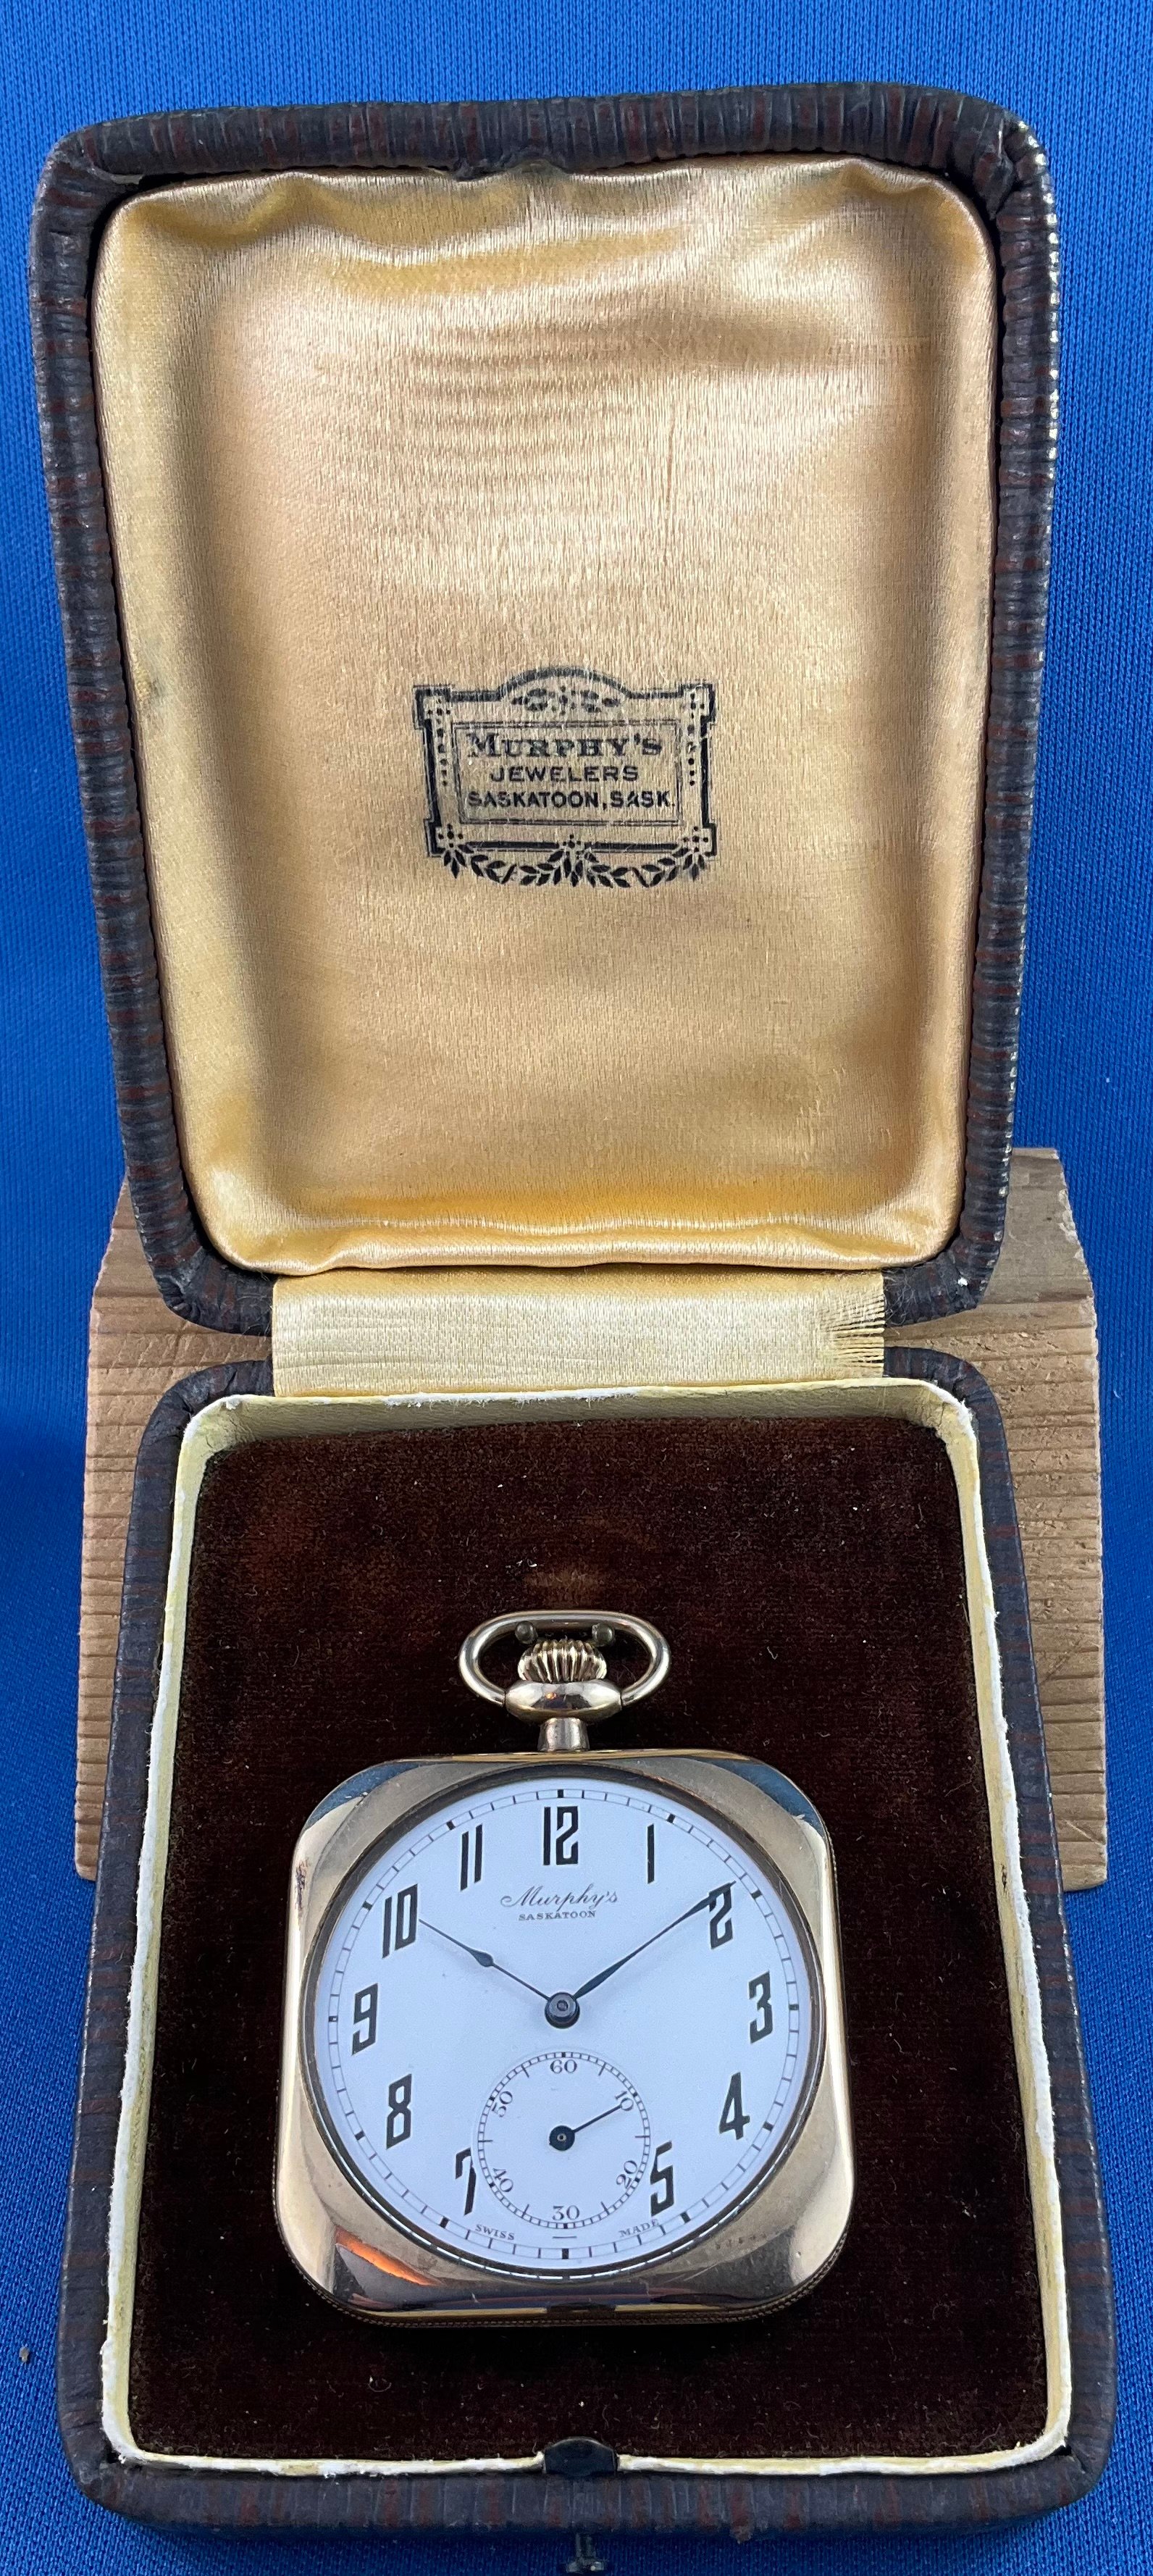 MURPHY'S
JEWELERS
SASKATOON, SASK.
12
11
1
10
2
Murphy's
SASKATOON
9
3
8
4
7
5
60
50
10
40
20
30
SWISS
MADE